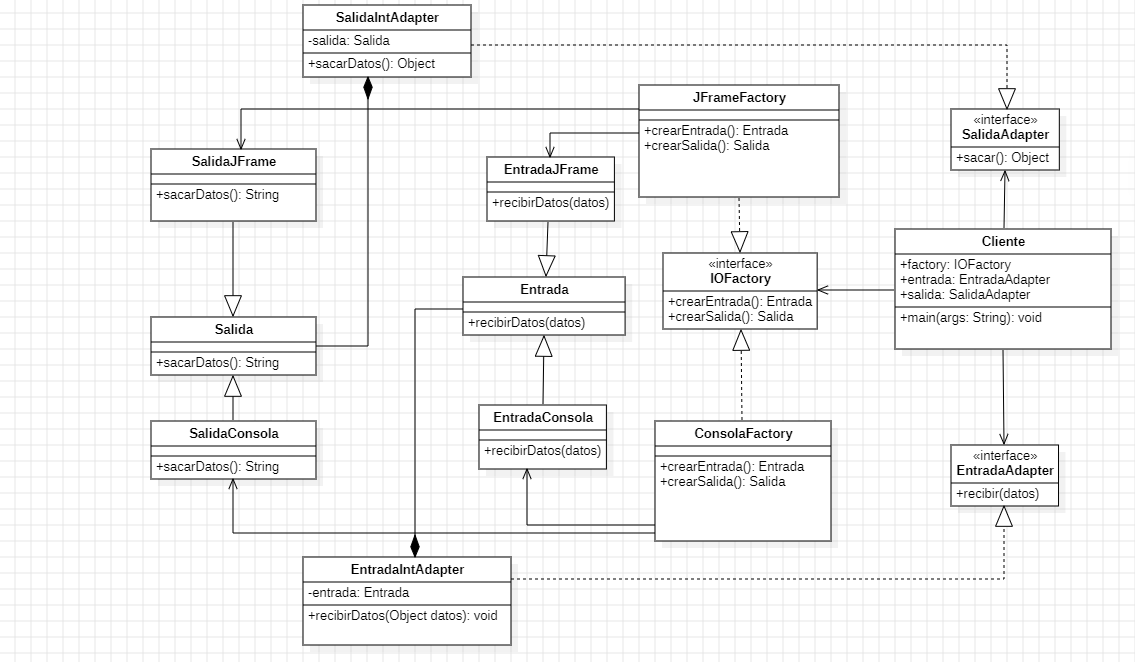 SalidaIntAdapter
-salida: Salida
+sacarDatos(): Object
JFrameFactory
+crearEntrada(): Entrada
+crearSalida(): Salida
«interface»
SalidaAdapter
+sacar(): Object
SalidaJFrame
+sacarDatos(): String
EntradaJFrame
+recibirDatos(datos)
Cliente
+factory: IOFactory
+entrada: EntradaAdapter
+salida: SalidaAdapter
+main(args: String): void
«interface»
IOFactory
+crearEntrada(): Entrada
+crearSalida(): Salida
Entrada
+recibirDatos(datos)
Salida
+sacarDatos(): String
EntradaConsola
+recibirDatos(datos)
SalidaConsola
+sacarDatos(): String
ConsolaFactory
+crearEntrada(): Entrada
+crearSalida(): Salida
«interface»
EntradaAdapter
+recibir(datos)
EntradaIntAdapter
-entrada: Entrada
+recibirDatos(Object datos): void